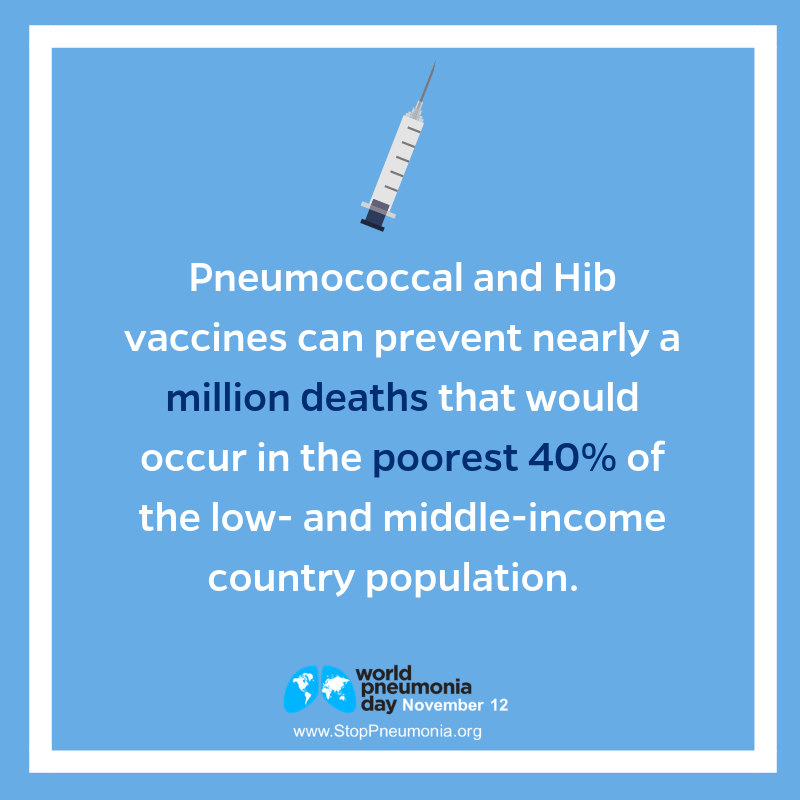 Pneumococcal and Hib
vaccines can prevent nearly a
million deaths that would
occur in the poorest 40% of
the low- and middle-income
country population.
world
pneumonia
day November 12
www.StopPneumonia.org